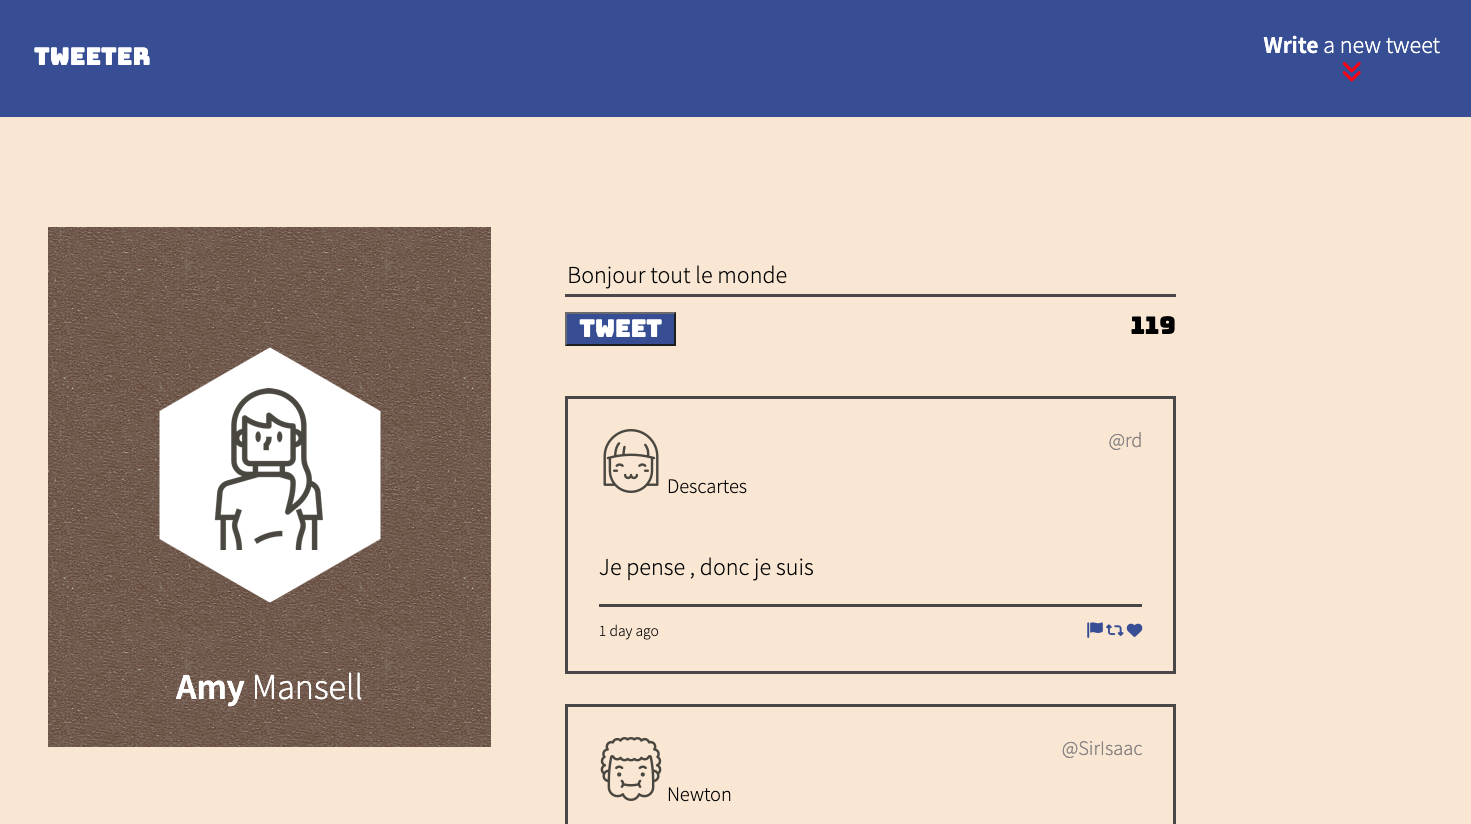 TWEETER
Write a new tweet
Bonjour tout le monde
TWEET
119
@rd
Descartes
Je pense , donc je suis
1 day ago
Amy Mansell
@SirIsaac
Newton